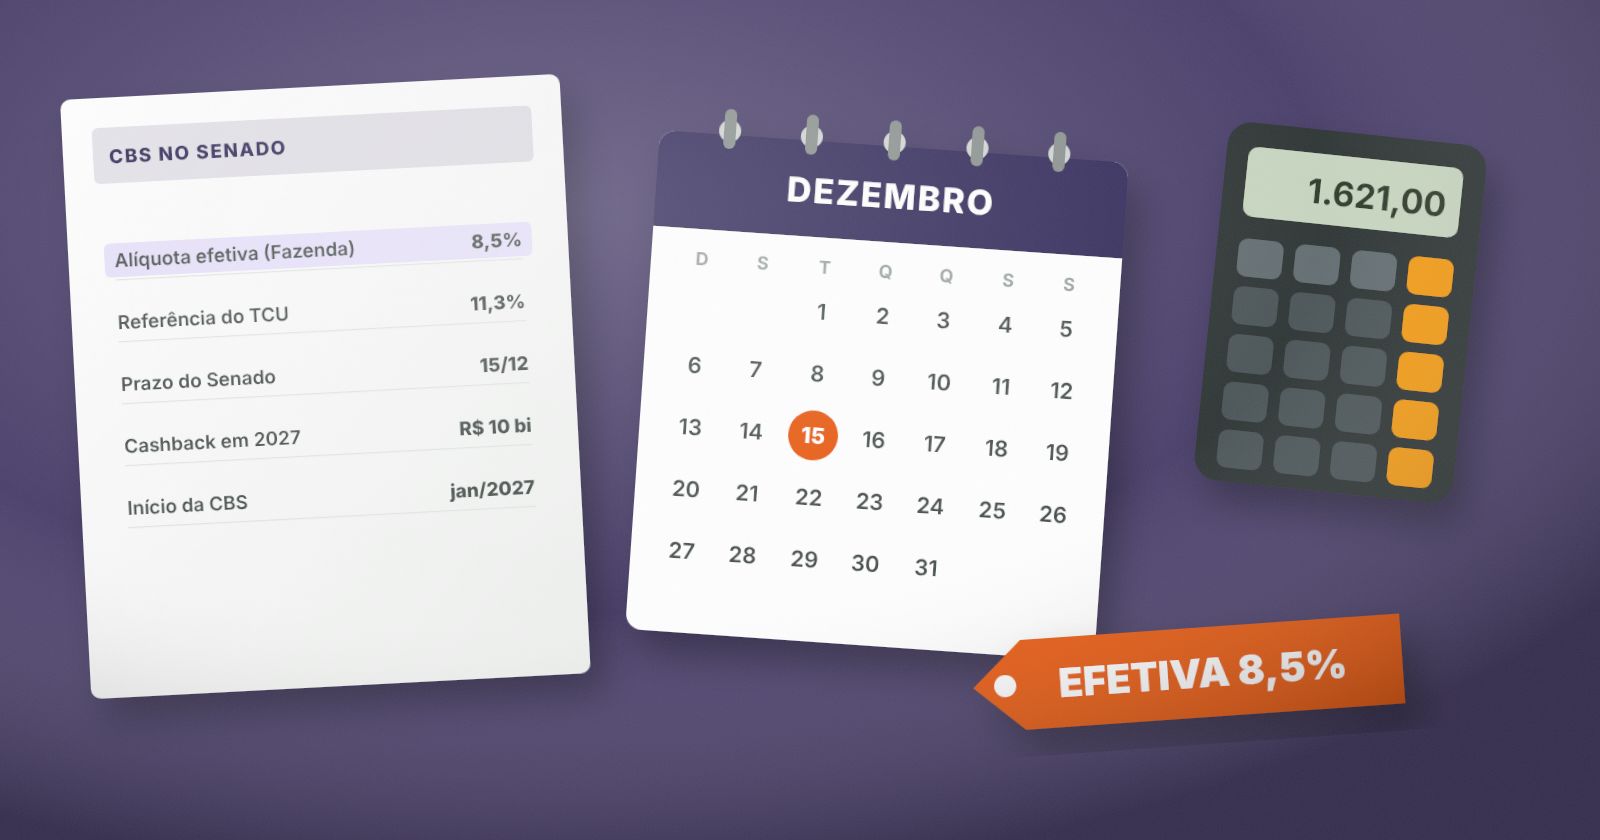 CBS NO SENADO
Alíquota efetiva (Fazenda) 8,5%
Referência do TCU 11,3%
Prazo do Senado 15/12
Cashback em 2027 R$ 10 bi
Início da CBS jan/2027
DEZEMBRO
D S T Q Q S S
1 2 3 4 5
6 7 8 9 10 11 12
13 14 15 16 17 18 19
20 21 22 23 24 25 26
27 28 29 30 31
1.621,00
EFETIVA 8,5%